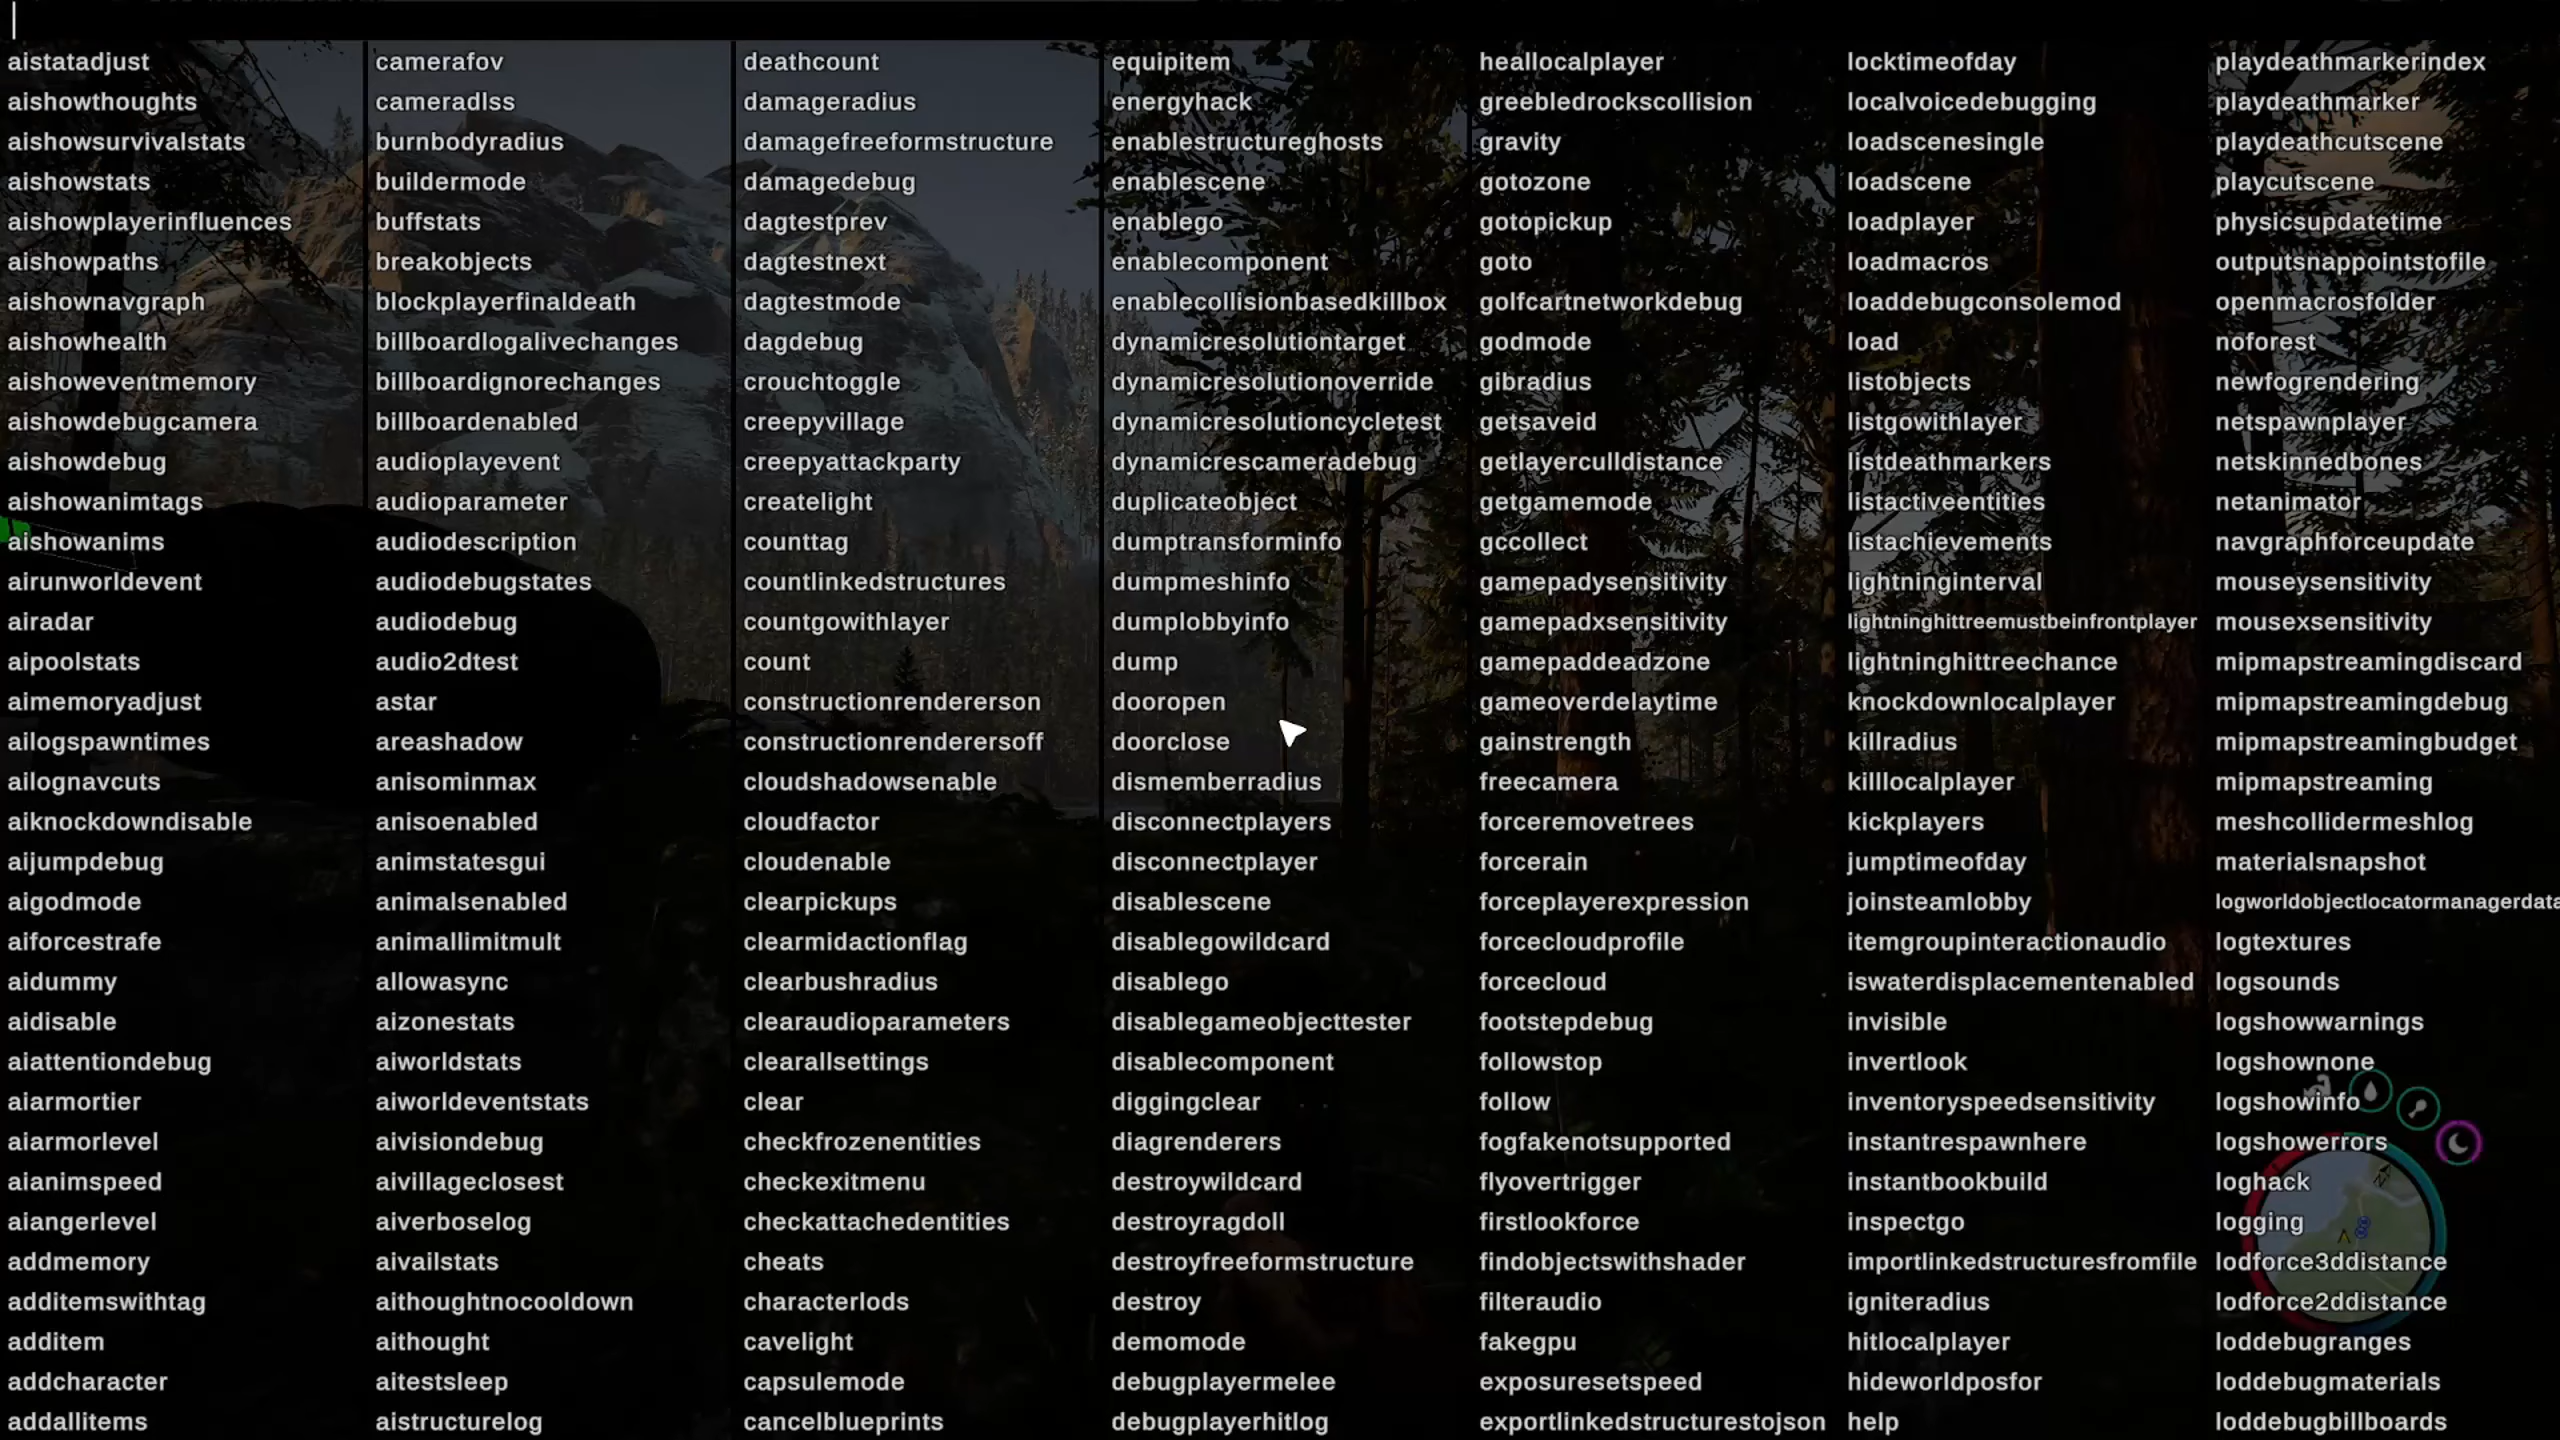 aistatadjust
aishowthoughts
aishowsurvivalstats
aishowstats
aishowplayerinfluences
aishowpaths
aishownavgraph
aishowhealth
aishoweventmemory
aishowdebugcamera
aishowdebug
aishowanimtags
aishowanims
airunworldevent
airadar
aipoolstats
aimemoryadjust
ailogspawntimes
ailognavcuts
aiknockdowndisable
aijumpdebug
aigodmode
aiforcestrafe
aidummy
aidisable
aiattentiondebug
aiarmortier
aiarmorlevel
aianimspeed
aiangerlevel
addmemory
additemswithtag
additem
addcharacter
addallitems
camerafov
cameradlss
burnbodyradius
buildermode
buffstats
breakobjects
blockplayerfinaldeath
billboardlogalivechanges
billboardignorechanges
billboardenabled
audioplayevent
audioparameter
audiodescription
audiodebugstates
audiodebug
audio2dtest
astar
areashadow
anisominmax
anisoenabled
animstatesgui
animalsenabled
animallimitmult
allowasync
aizonestats
aiworldstats
aiworldeventstats
aivisiondebug
aivillageclosest
aiverboselog
aivailstats
aithoughtnocooldown
aithought
aitestsleep
aistructurelog
deathcount
damageradius
damagefreeformstructure
damagedebug
dagtestprev
dagtestnext
dagtestmode
dagdebug
crouchtoggle
creepyvillage
creepyattackparty
createlight
counttag
countlinkedstructures
countgowithlayer
count
constructionrendererson
constructionrenderersoff
cloudshadowsenable
cloudfactor
cloudenable
clearpickups
clearmidactionflag
clearbushradius
clearaudioparameters
clearallsettings
clear
checkfrozenentities
checkexitmenu
checkattachedentities
cheats
characterlods
cavelight
capsulemode
cancelblueprints
equipitem
energyhack
enablestructureghosts
enablescene
enablego
enablecomponent
enablecollisionbasedkillbox
dynamicresolutiontarget
dynamicresolutionoverride
dynamicresolutioncycletest
dynamicrescameradebug
duplicateobject
dumptransforminfo
dumpmeshinfo
dumplobbyinfo
dump
dooropen
doorclose
dismemberradius
disconnectplayers
disconnectplayer
disablescene
disablegowildcard
disablego
disablegameobjecttester
disablecomponent
diggingclear
diagrenderers
destroywildcard
destroyragdoll
destroyfreeformstructure
destroy
demomode
debugplayermelee
debugplayerhitlog
heallocalplayer
greebledrockscollision
gravity
gotozone
gotopickup
goto
golfcartnetworkdebug
godmode
gibradius
getsaveid
getlayerculldistance
getgamemode
gccollect
gamepadysensitivity
gamepadxsensitivity
gamepaddeadzone
gameoverdelaytime
gainstrength
freecamera
forceremovetrees
forcerain
forceplayerexpression
forcecloudprofile
forcecloud
footstepdebug
followstop
follow
fogfakenotsupported
flyovertrigger
firstlookforce
findobjectswithshader
filteraudio
fakegpu
exposuresetspeed
exportlinkedstructurestojson
locktimeofday
localvoicedebugging
loadscenesingle
loadscene
loadplayer
loadmacros
loaddebugconsolemod
load
listobjects
listgowithlayer
listdeathmarkers
listactiveentities
listachievements
lightninginterval
lightninghittreemustbeinfrontplayer
lightninghittreechance
knockdownlocalplayer
killradius
killlocalplayer
kickplayers
jumptimeofday
joinsteamlobby
itemgroupinteractionaudio
iswaterdisplacementenabled
invisible
invertlook
inventoryspeedsensitivity
instantrespawnhere
instantbookbuild
inspectgo
importlinkedstructuresfromfile
igniteradius
hitlocalplayer
hideworldposfor
help
playdeathmarkerindex
playdeathmarker
playdeathcutscene
playcutscene
physicsupdatetime
outputsnappointstofile
openmacrosfolder
noforest
newfogrendering
netspawnplayer
netskinnedbones
netanimator
navgraphforceupdate
mouseysensitivity
mousexsensitivity
mipmapstreamingdiscard
mipmapstreamingdebug
mipmapstreamingbudget
mipmapstreaming
meshcollidermeshlog
materialsnapshot
logworldobjectlocatormanagerdata
logtextures
logsounds
logshowwarnings
logshownone
logshowinfo
logshowerrors
loghack
logging
lodforce3ddistance
lodforce2ddistance
loddebugranges
loddebugmaterials
loddebugbillboards